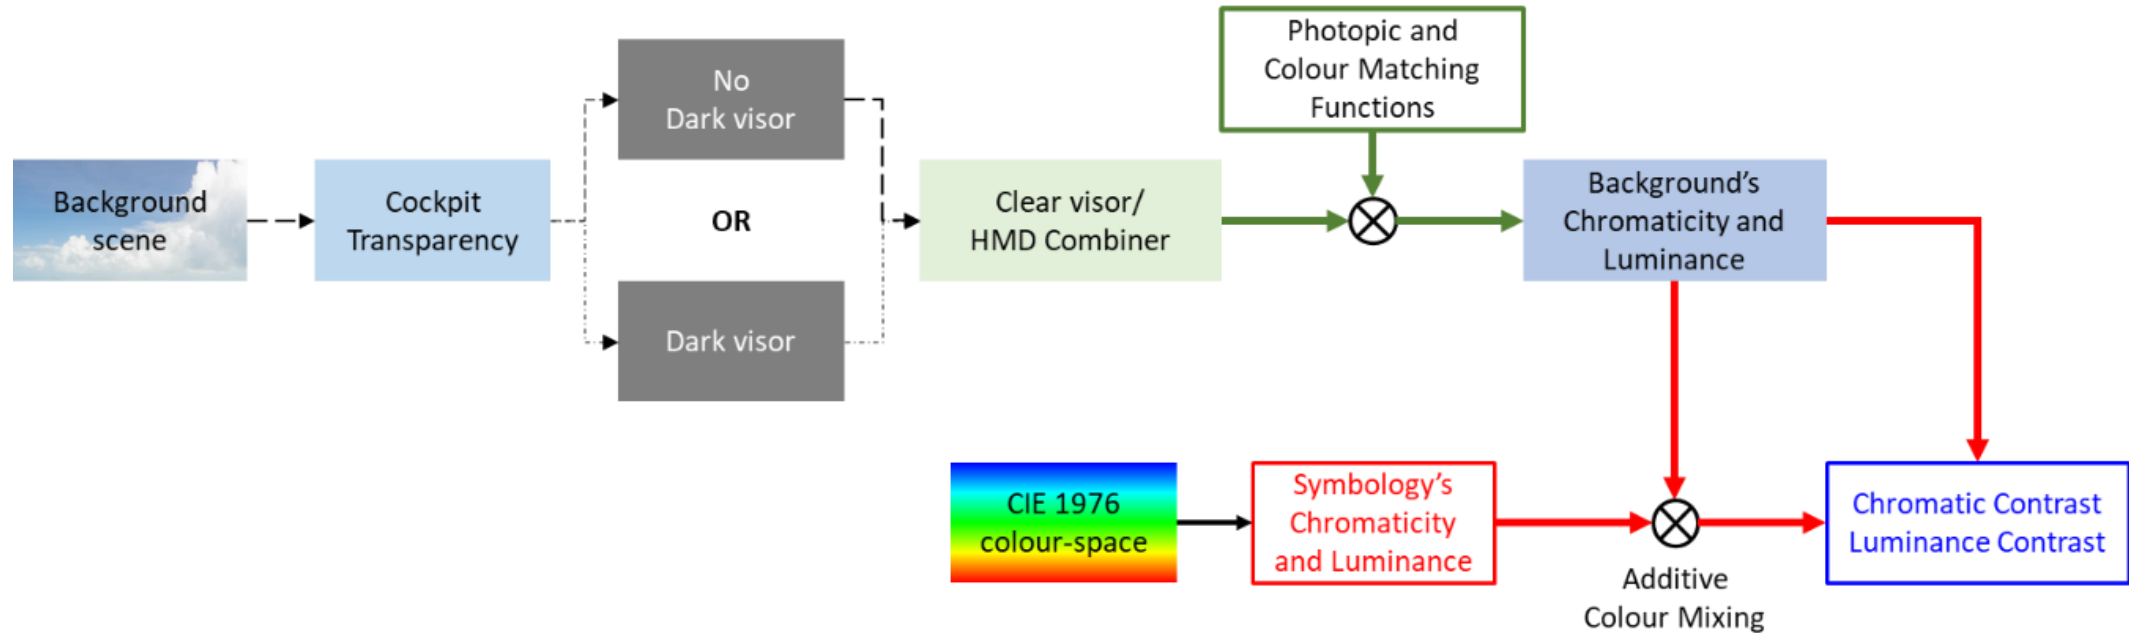 Background
scene
Cockpit
Transparency
No
Dark visor
OR
Dark visor
Clear visor/
HMD Combiner
Photopic and
Colour Matching
Functions
Background’s
Chromaticity and
Luminance
CIE 1976
colour-space
Symbology’s
Chromaticity
and Luminance
Additive
Colour Mixing
Chromatic Contrast
Luminance Contrast